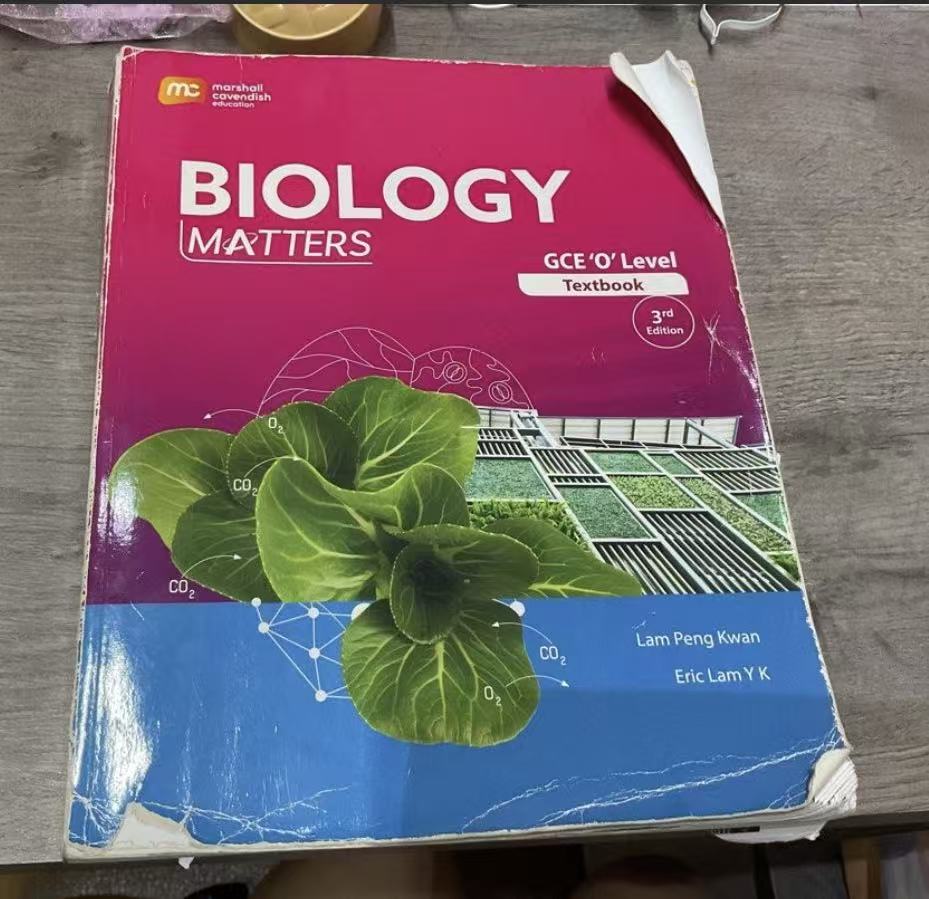 mc
marshall
cavendish
education
BIOLOGY
MATTERS
GCE ‘O’ Level
Textbook
3rd
Edition
O2
CO2
CO2
Lam Peng Kwan
CO2
Eric Lam Y K
O2